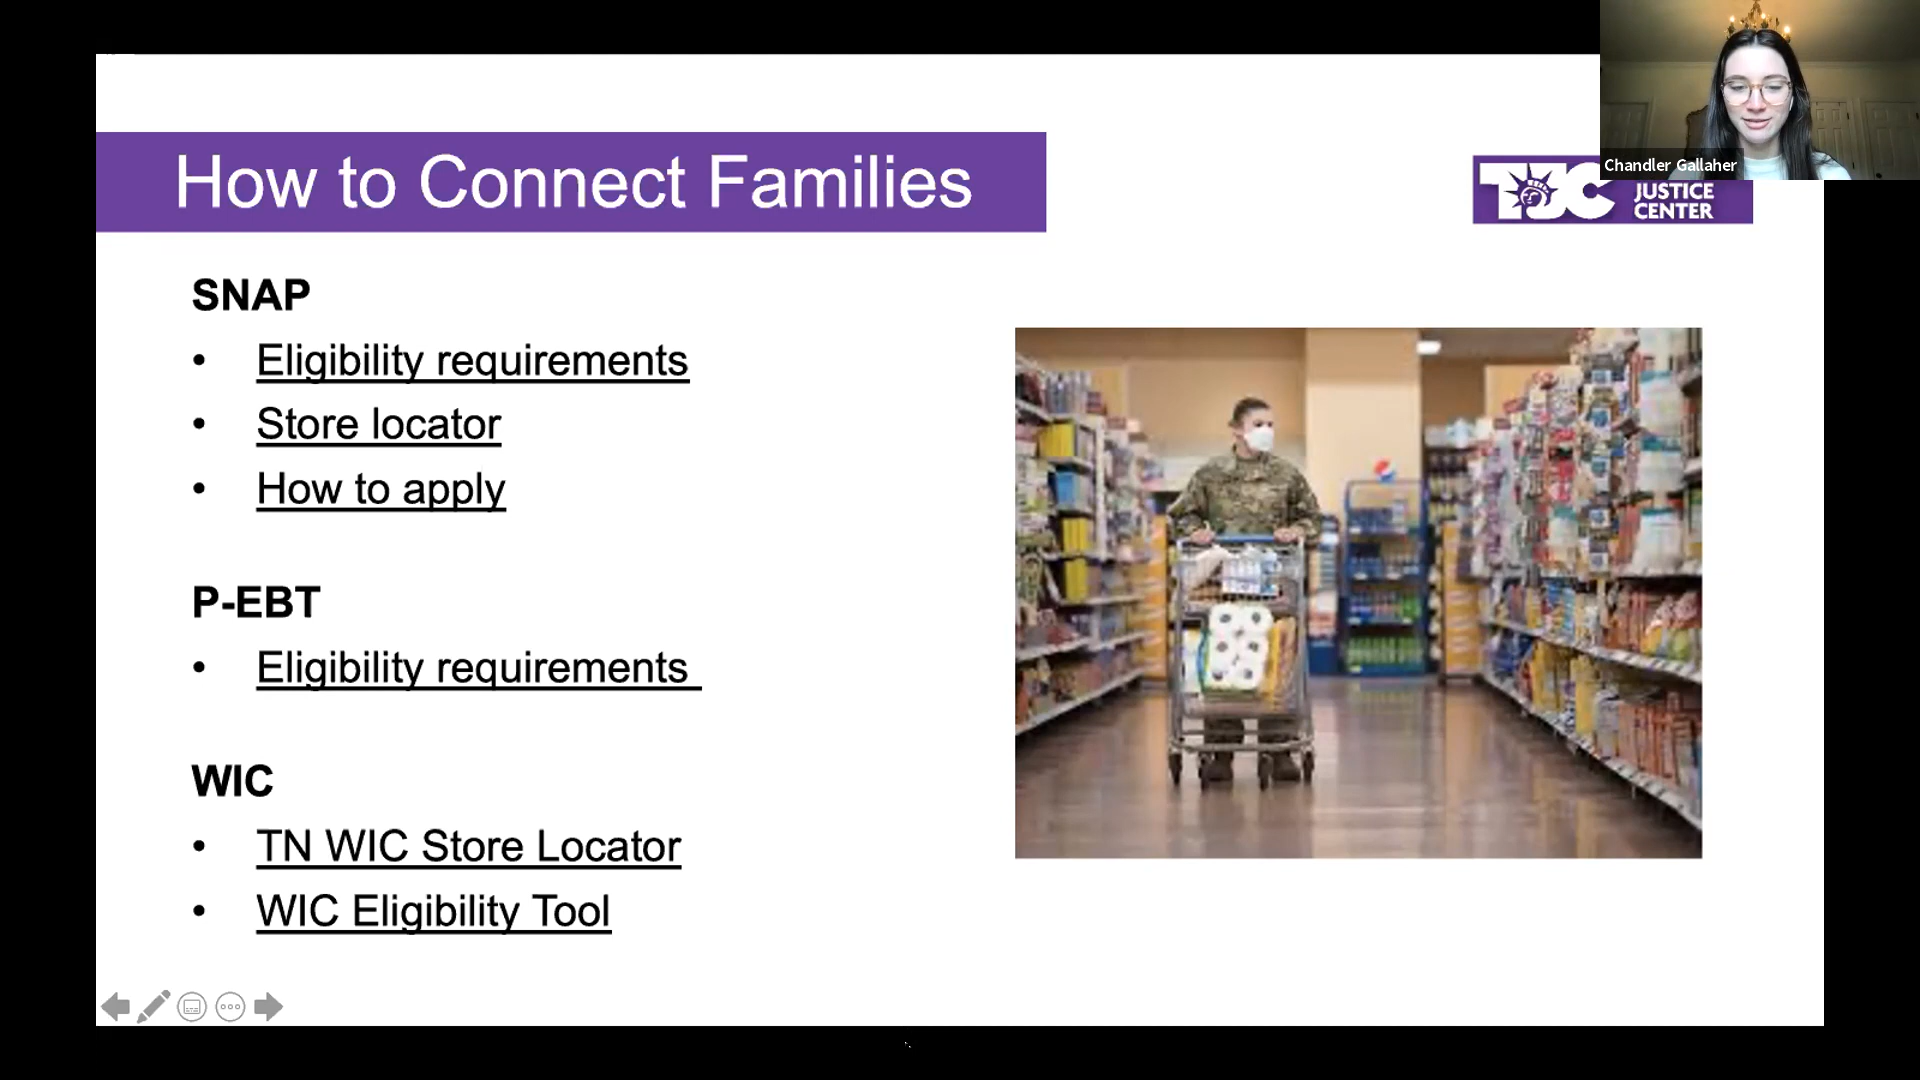 How to Connect Families
Chandler Gallaher
TJC
JUSTICE
CENTER
SNAP
• Eligibility requirements
• Store locator
• How to apply
P-EBT
• Eligibility requirements
WIC
• TN WIC Store Locator
• WIC Eligibility Tool